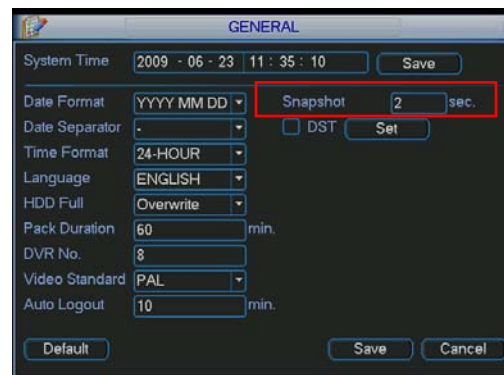 GENERAL
System Time 2009 - 06 - 23 11 : 35 : 10 Save
Date Format YYYY MM DD Snapshot 2 sec.
Date Separator - DST Set
Time Format 24-HOUR
Language ENGLISH
HDD Full Overwrite
Pack Duration 60 min.
DVR No. 8
Video Standard PAL
Auto Logout 10 min.
Default Save Cancel